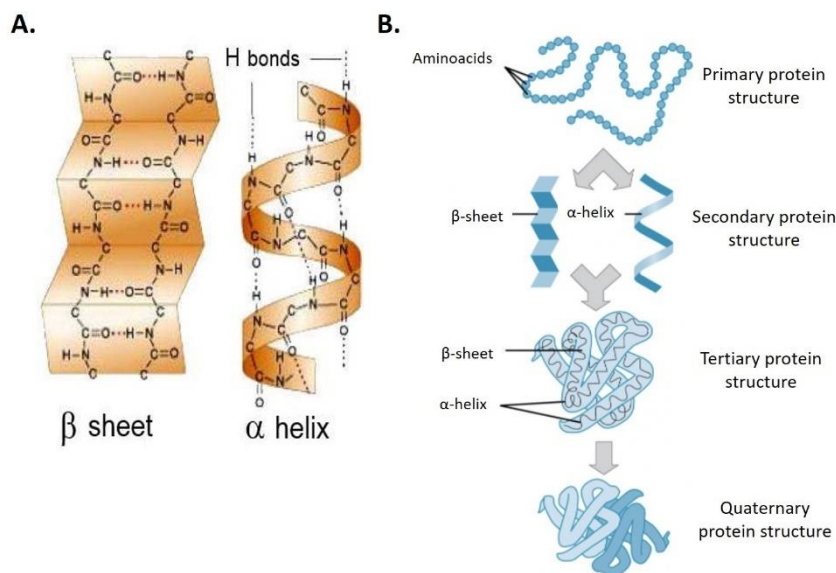 A.
H bonds
β sheet
α helix
B.
Aminoacids
Primary protein
structure
β-sheet
α-helix
Secondary protein
structure
β-sheet
α-helix
Tertiary protein
structure
Quaternary
protein structure